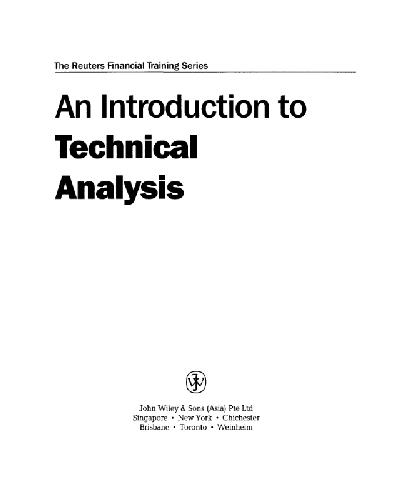 The Reuters Financial Training Series
An Introduction to
Technical
Analysis
John Wiley & Sons (Asia) Pte Ltd
Singapore • New York • Chichester
Brisbane • Toronto • Weinheim